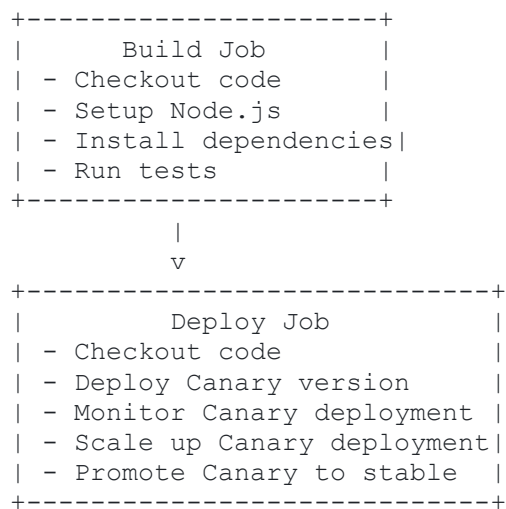 +-----------------------+
|      Build Job       |
| - Checkout code      |
| - Setup Node.js      |
| - Install dependencies|
| - Run tests          |
+-----------------------+
          |
          v
+------------------------------+
|         Deploy Job          |
| - Checkout code             |
| - Deploy Canary version     |
| - Monitor Canary deployment |
| - Scale up Canary deployment|
| - Promote Canary to stable  |
+------------------------------+